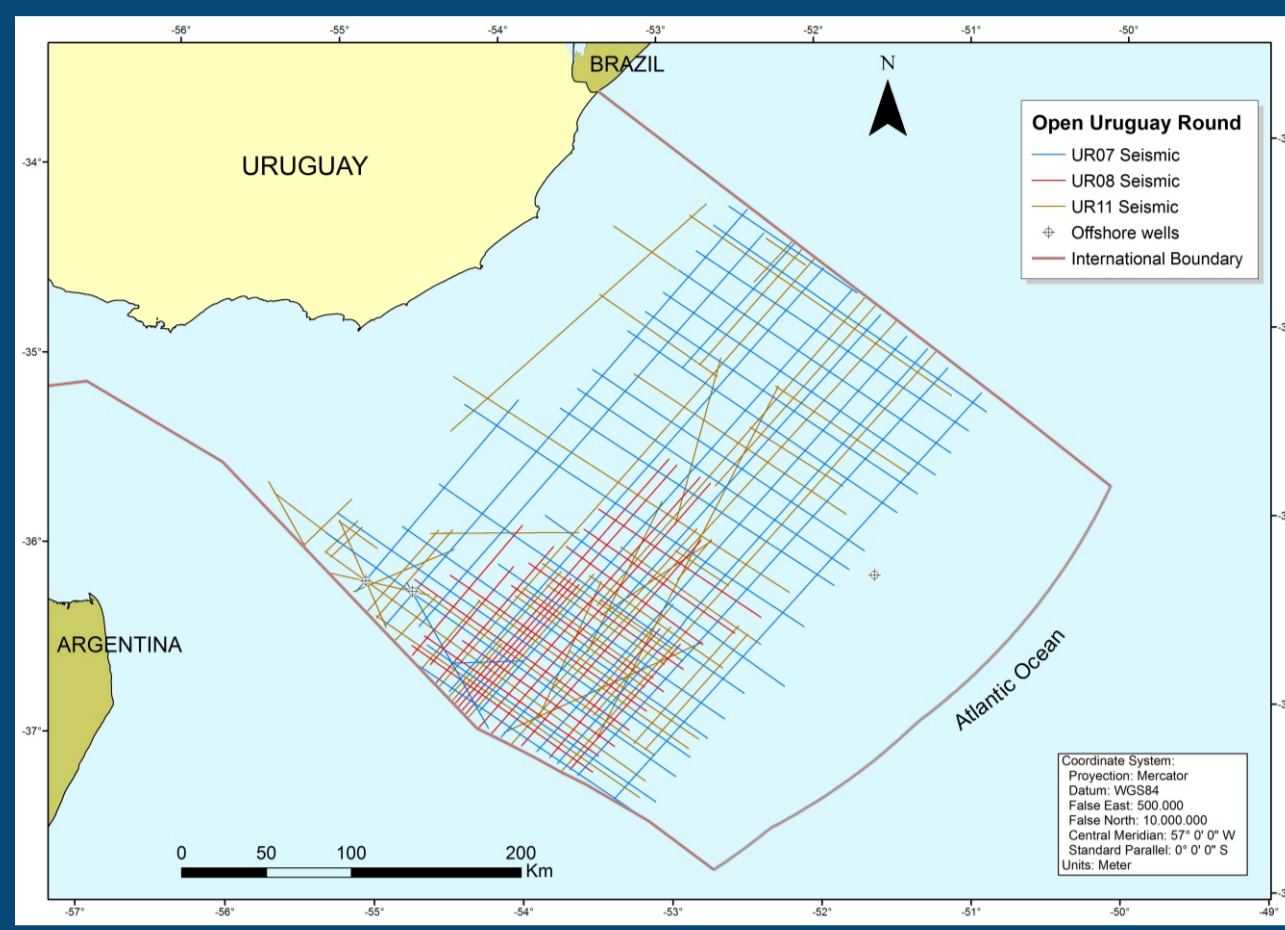 -56° -55° -54° -53° -52° -51° -50°
BRAZIL
N
Open Uruguay Round
UR07 Seismic
UR08 Seismic
UR11 Seismic
Offshore wells
International Boundary
-34°
URUGUAY
-35°
-36°
ARGENTINA
Atlantic Ocean
-37°
Coordinate System:
Proyection: Mercator
Datum: WGS84
False East: 500.000
False North: 10.000.000
Central Meridian: 57° 0' 0" W
Standard Parallel: 0° 0' 0" S
Units: Meter
0 50 100 200
Km
-57° -56° -55° -54° -53° -52° -51° -50° -49°